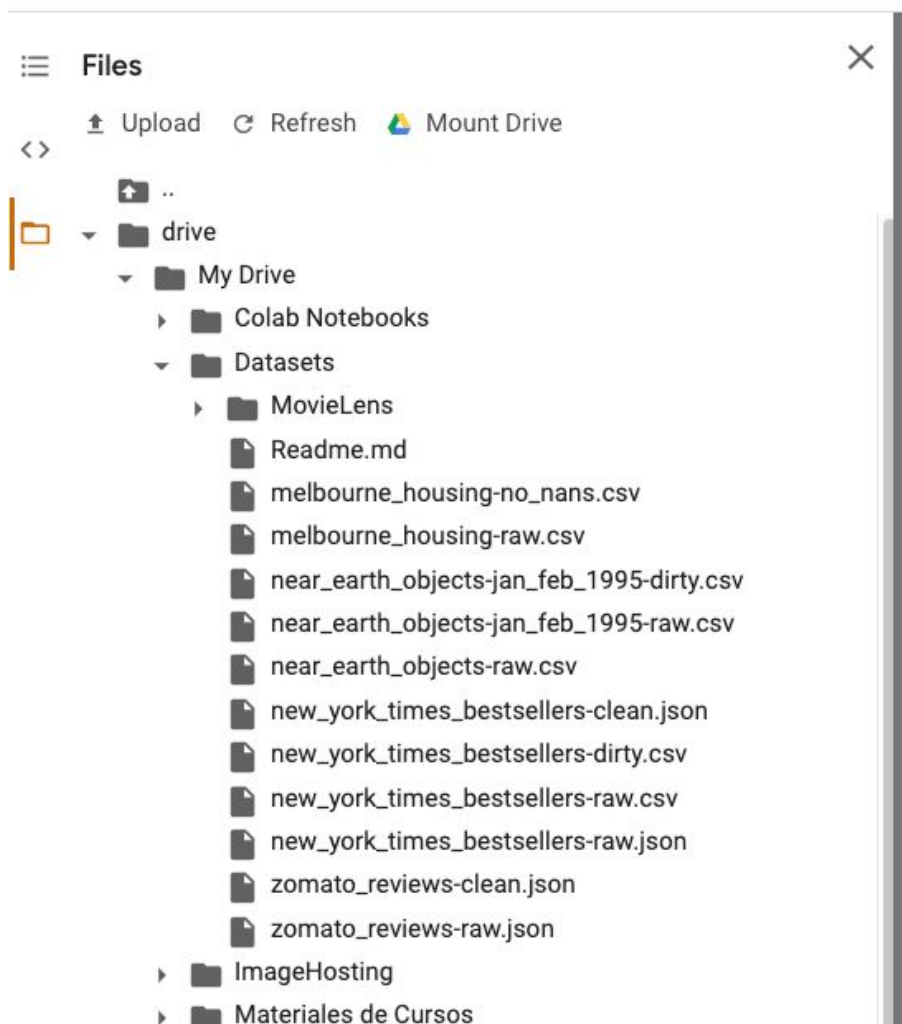 Files
Upload Refresh Mount Drive
..
drive
My Drive
Colab Notebooks
Datasets
MovieLens
Readme.md
melbourne_housing-no_nans.csv
melbourne_housing-raw.csv
near_earth_objects-jan_feb_1995-dirty.csv
near_earth_objects-jan_feb_1995-raw.csv
near_earth_objects-raw.csv
new_york_times_bestsellers-clean.json
new_york_times_bestsellers-dirty.csv
new_york_times_bestsellers-raw.csv
new_york_times_bestsellers-raw.json
zomato_reviews-clean.json
zomato_reviews-raw.json
ImageHosting
Materiales de Cursos